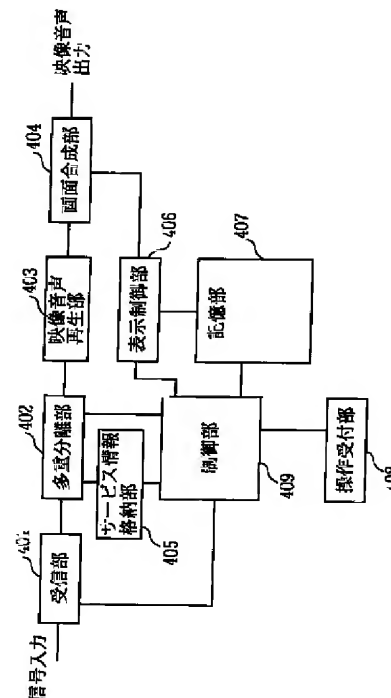 信号入力
401
受信部
402
多重分離部
403
映像音声
再生部
404
画面合成部
映像音声
出力
サービス情報
格納部
405
406
表示制御部
407
記憶部
制御部
409
操作受付部
408